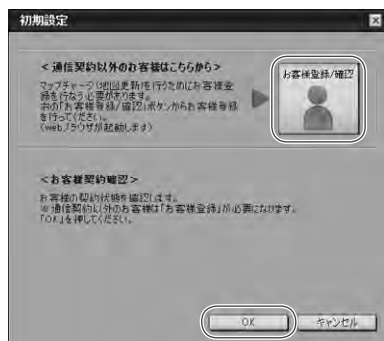 初期設定
＜通信契約以外のお客様はこちらから＞
マップチャージ（地図更新）を行うためにお客様登
録を行なう必要があります。
右の「お客様登録/確認」ボタンからお客様登録
を行ってください。
（webブラウザが起動します）
お客様登録/確認
＜お客様契約確認＞
お客様の契約状態を確認します。
※通信契約以外のお客様は「お客様登録」が必要になります。
「OK」を押してください。
OK
キャンセル